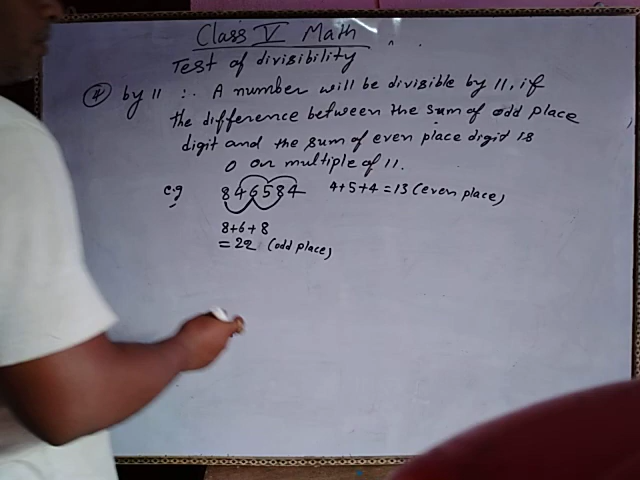 Class V Math
Test of divisibility
④ by 11 :. A number will be divisible by 11, if
the difference between the sum of odd place
digit and the sum of even place digid is
0 or multiple of 11.
e.g 846584 4+5+4=13 (even place)
8+6+8
=22 (odd place)